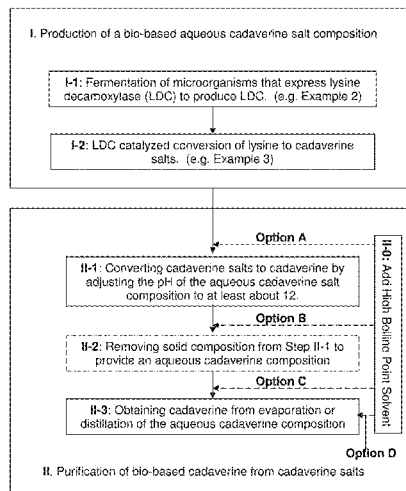 I. Production of a bio-based aqueous cadaverine salt composition
I-1: Fermentation of microorganisms that express lysine
decarnoxylase (LDC) to produce LDC. (e.g. Example 2)
I-2: LDC catalyzed conversion of lysine to cadaverine
salts. (e.g. Example 3)
Option A
II-1: Converting cadaverine salts to cadaverine by
adjusting the pH of the aqueous cadaverine salt
composition to at least about 12.
Option B
II-2: Removing solid composition from Step II-1 to
provide an aqueous cadaverine composition
Option C
II-3: Obtaining cadaverine from evaporation or
distillation of the aqueous cadaverine composition
Option D
II-0: Add High Boiling Point Solvent
II. Purification of bio-based cadaverine from cadaverine salts